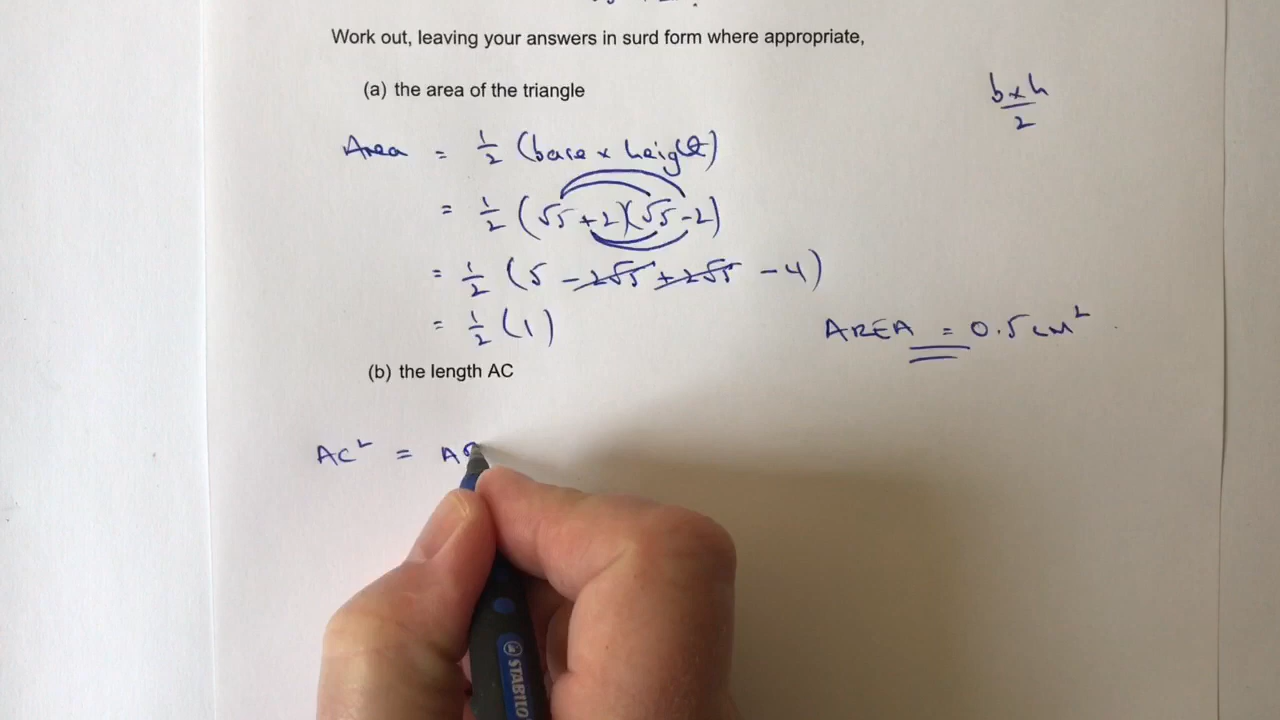 Work out, leaving your answers in surd form where appropriate,
(a) the area of the triangle
b × h
2
Area = 1/2 (base × height)
= 1/2 (√5 + 2)(√5 - 2)
= 1/2 (5 - 2√5 + 2√5 - 4)
= 1/2 (1)
AREA = 0.5 cm²
(b) the length AC
AC² = A
STABILO